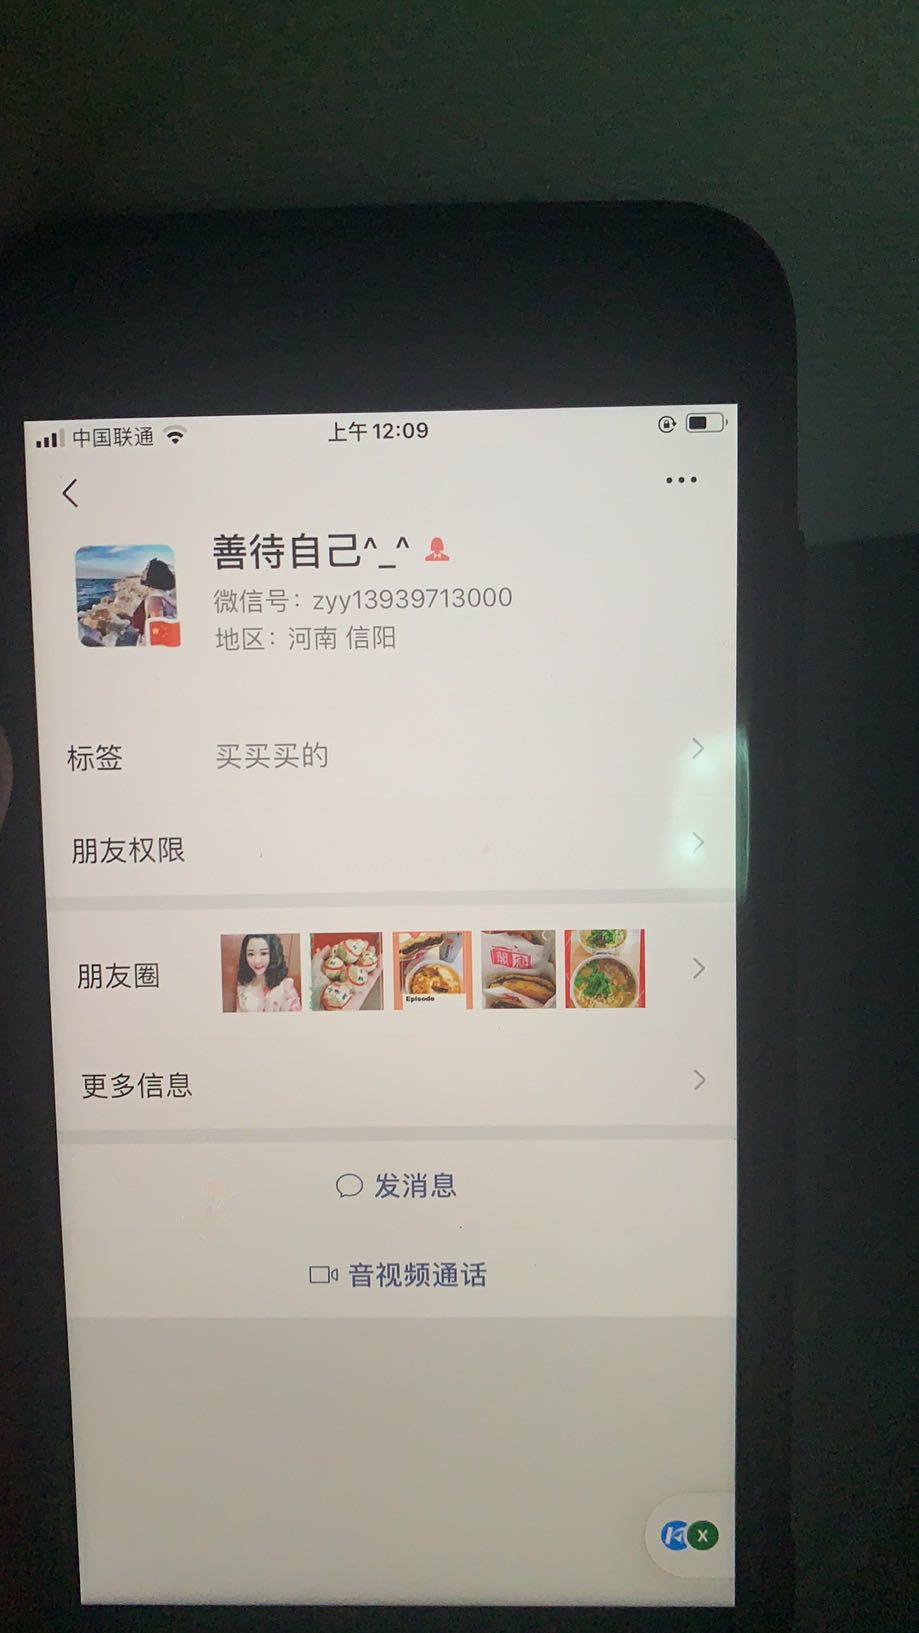 中国联通 上午12:09
善待自己^_^
微信号：zyy13939713000
地区：河南 信阳
标签 买买买的
朋友权限
朋友圈
Episode
更多信息
发消息
音视频通话
X